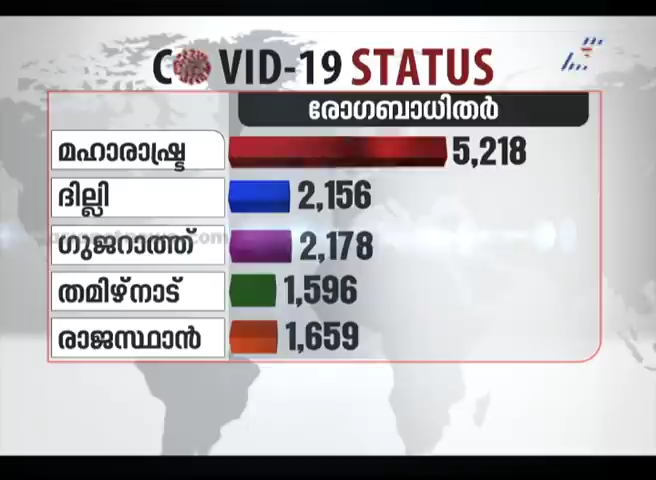 COVID-19 STATUS
രോഗബാധിതർ
മഹാരാഷ്ട്ര 5,218
ദില്ലി 2,156
ഗുജറാത്ത് 2,178
തമിഴ്നാട് 1,596
രാജസ്ഥാൻ 1,659